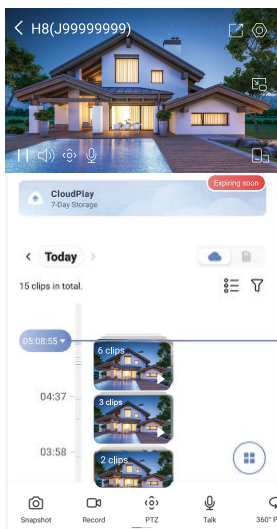 H8(J99999999)
Expiring soon
CloudPlay
7-Day Storage
Today
15 clips in total.
05:08:55
6 clips
04:37
3 clips
03:58
2 clips
Snapshot
Record
PTZ
Talk
360° P